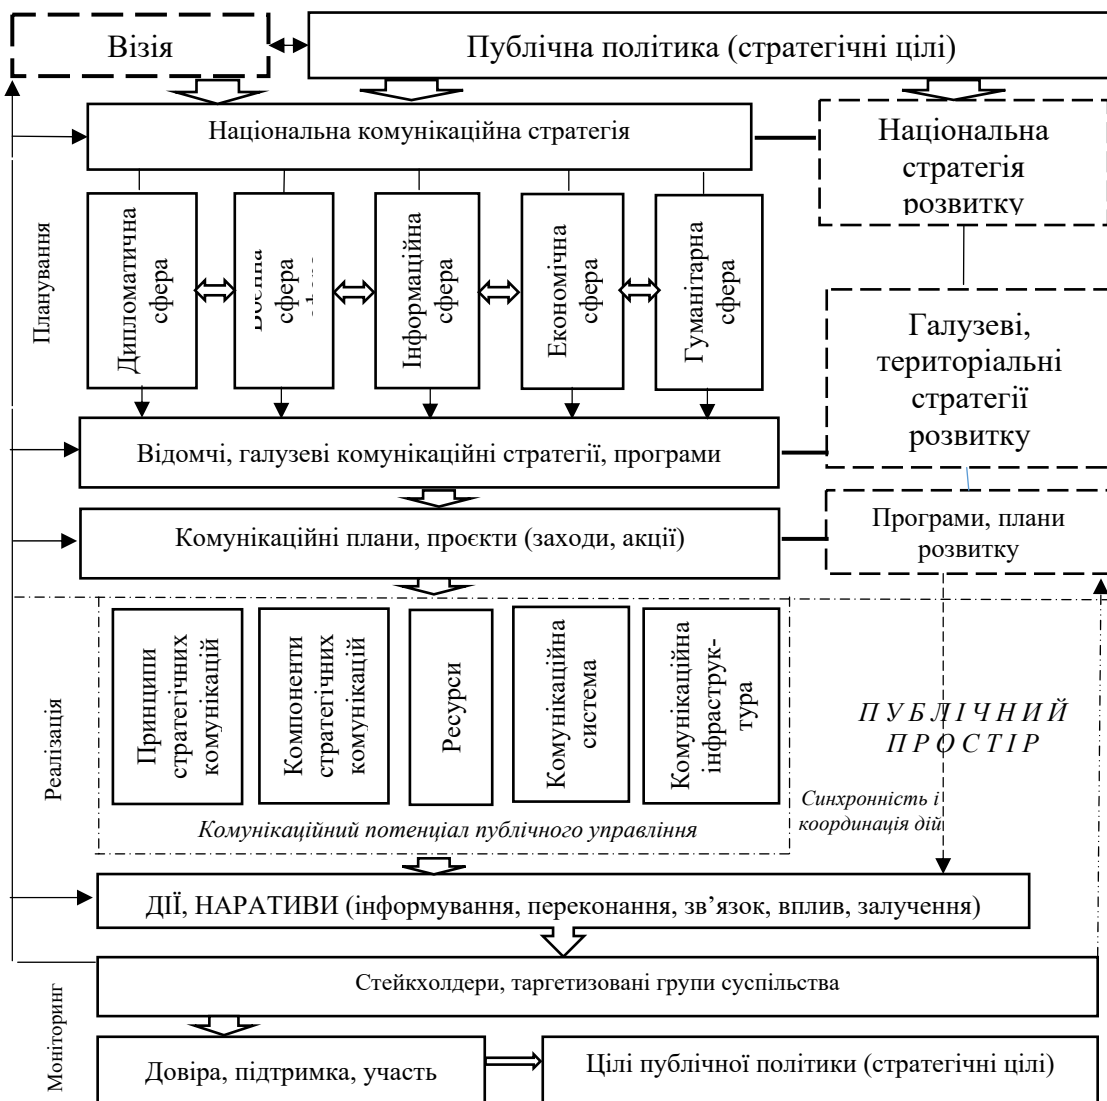 Візія
Публічна політика (стратегічні цілі)
Національна комунікаційна стратегія
Національна
стратегія
розвитку
Планування
Дипломатична
сфера
сфера
Інформаційна
сфера
Економічна
сфера
Гуманітарна
сфера
Галузеві,
територіальні
стратегії
розвитку
Відомчі, галузеві комунікаційні стратегії, програми
Комунікаційні плани, проєкти (заходи, акції)
Програми, плани
розвитку
Реалізація
Принципи
стратегічних
комунікацій
Компоненти
стратегічних
комунікацій
Ресурси
Комунікаційна
система
Комунікаційна
інфраструк-
тура
ПУБЛІЧНИЙ
ПРОСТІР
Синхронність і
координація дій
Комунікаційний потенціал публічного управління
ДІЇ, НАРАТИВИ (інформування, переконання, зв’язок, вплив, залучення)
Моніторинг
Стейкхолдери, таргетизовані групи суспільства
Довіра, підтримка, участь
Цілі публічної політики (стратегічні цілі)